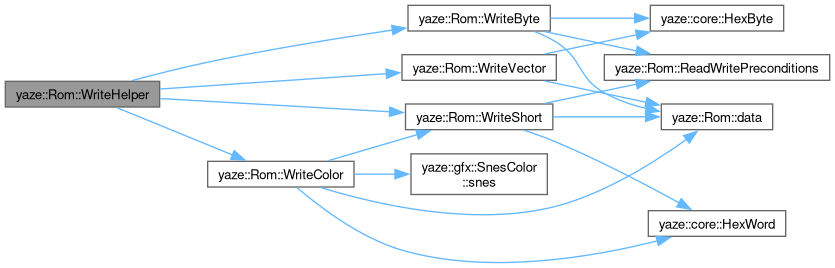 yaze::Rom::WriteHelper
yaze::Rom::WriteByte
yaze::Rom::WriteVector
yaze::Rom::WriteShort
yaze::Rom::WriteColor
yaze::gfx::SnesColor
::snes
yaze::core::HexByte
yaze::Rom::ReadWritePreconditions
yaze::Rom::data
yaze::core::HexWord